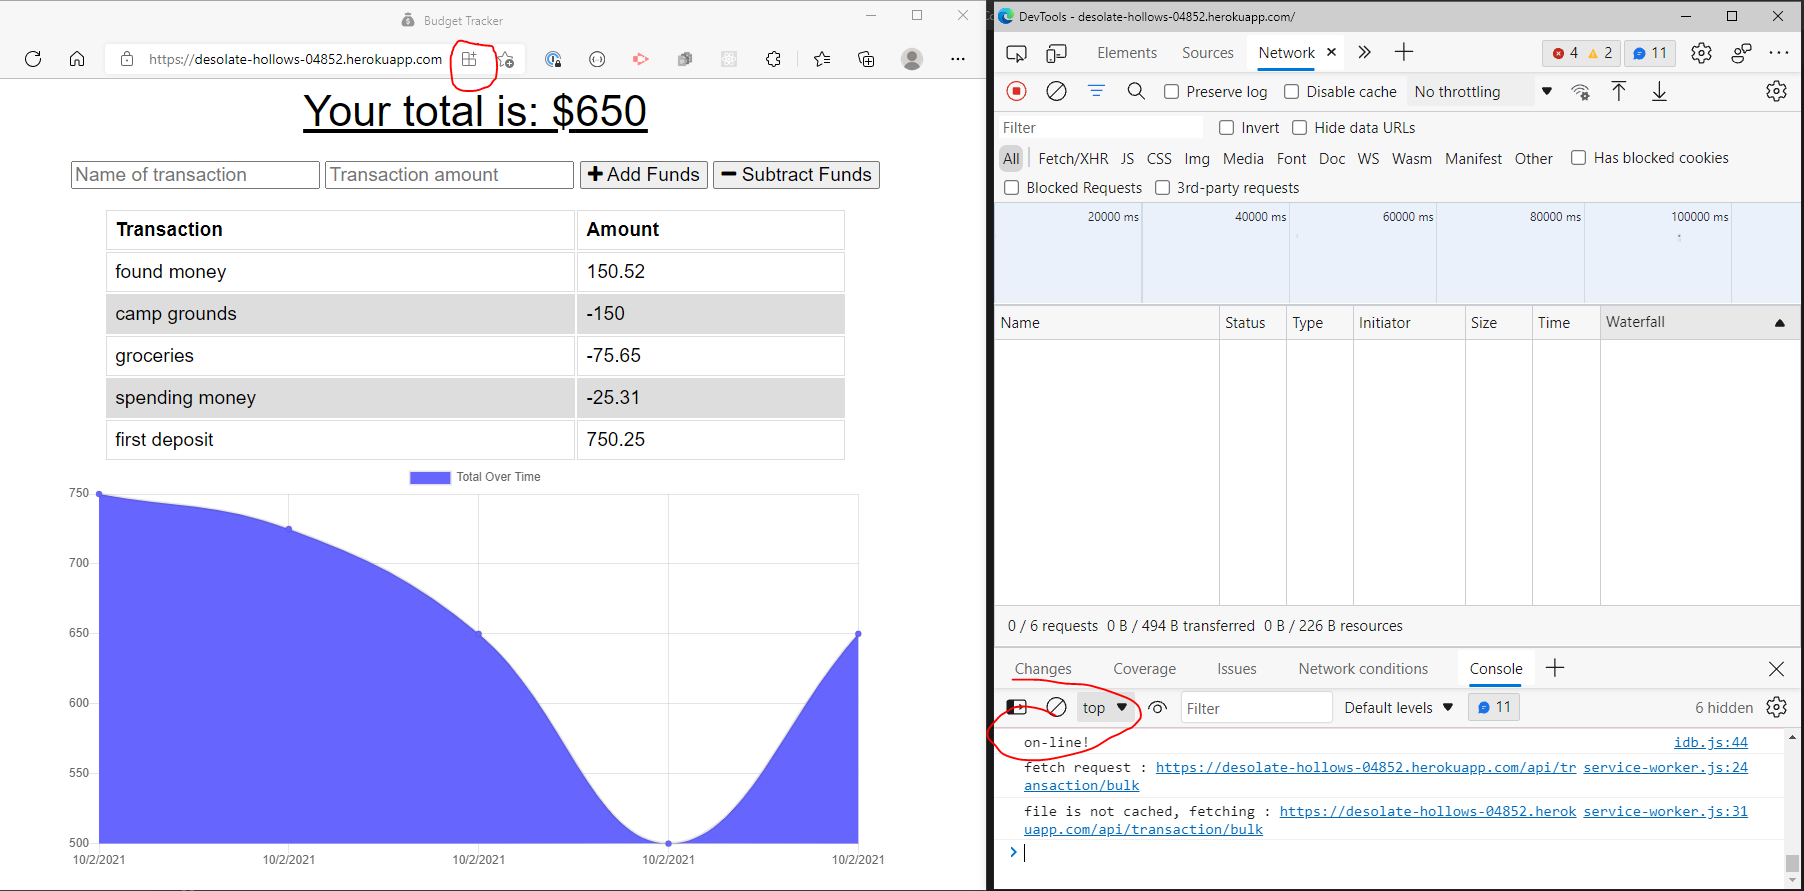 Budget Tracker
https://desolate-hollows-04852.herokuapp.com
Your total is: $650
Name of transaction Transaction amount Add Funds Subtract Funds
Transaction Amount
found money 150.52
camp grounds -150
groceries -75.65
spending money -25.31
first deposit 750.25
Total Over Time
750
700
650
600
550
500
10/2/2021 10/2/2021 10/2/2021 10/2/2021 10/2/2021
DevTools - desolate-hollows-04852.herokuapp.com/
Elements Sources Network 4 2 11
Preserve log Disable cache No throttling
Filter Invert Hide data URLs
All Fetch/XHR JS CSS Img Media Font Doc WS Wasm Manifest Other Has blocked cookies
Blocked Requests 3rd-party requests
20000 ms 40000 ms 60000 ms 80000 ms 100000 ms
Name Status Type Initiator Size Time Waterfall
0 / 6 requests 0 B / 494 B transferred 0 B / 226 B resources
Changes Coverage Issues Network conditions Console
top Filter Default levels 11 6 hidden
on-line! idb.js:44
fetch request : https://desolate-hollows-04852.herokuapp.com/api/tr service-worker.js:24
ansaction/bulk
file is not cached, fetching : https://desolate-hollows-04852.herok service-worker.js:31
uapp.com/api/transaction/bulk